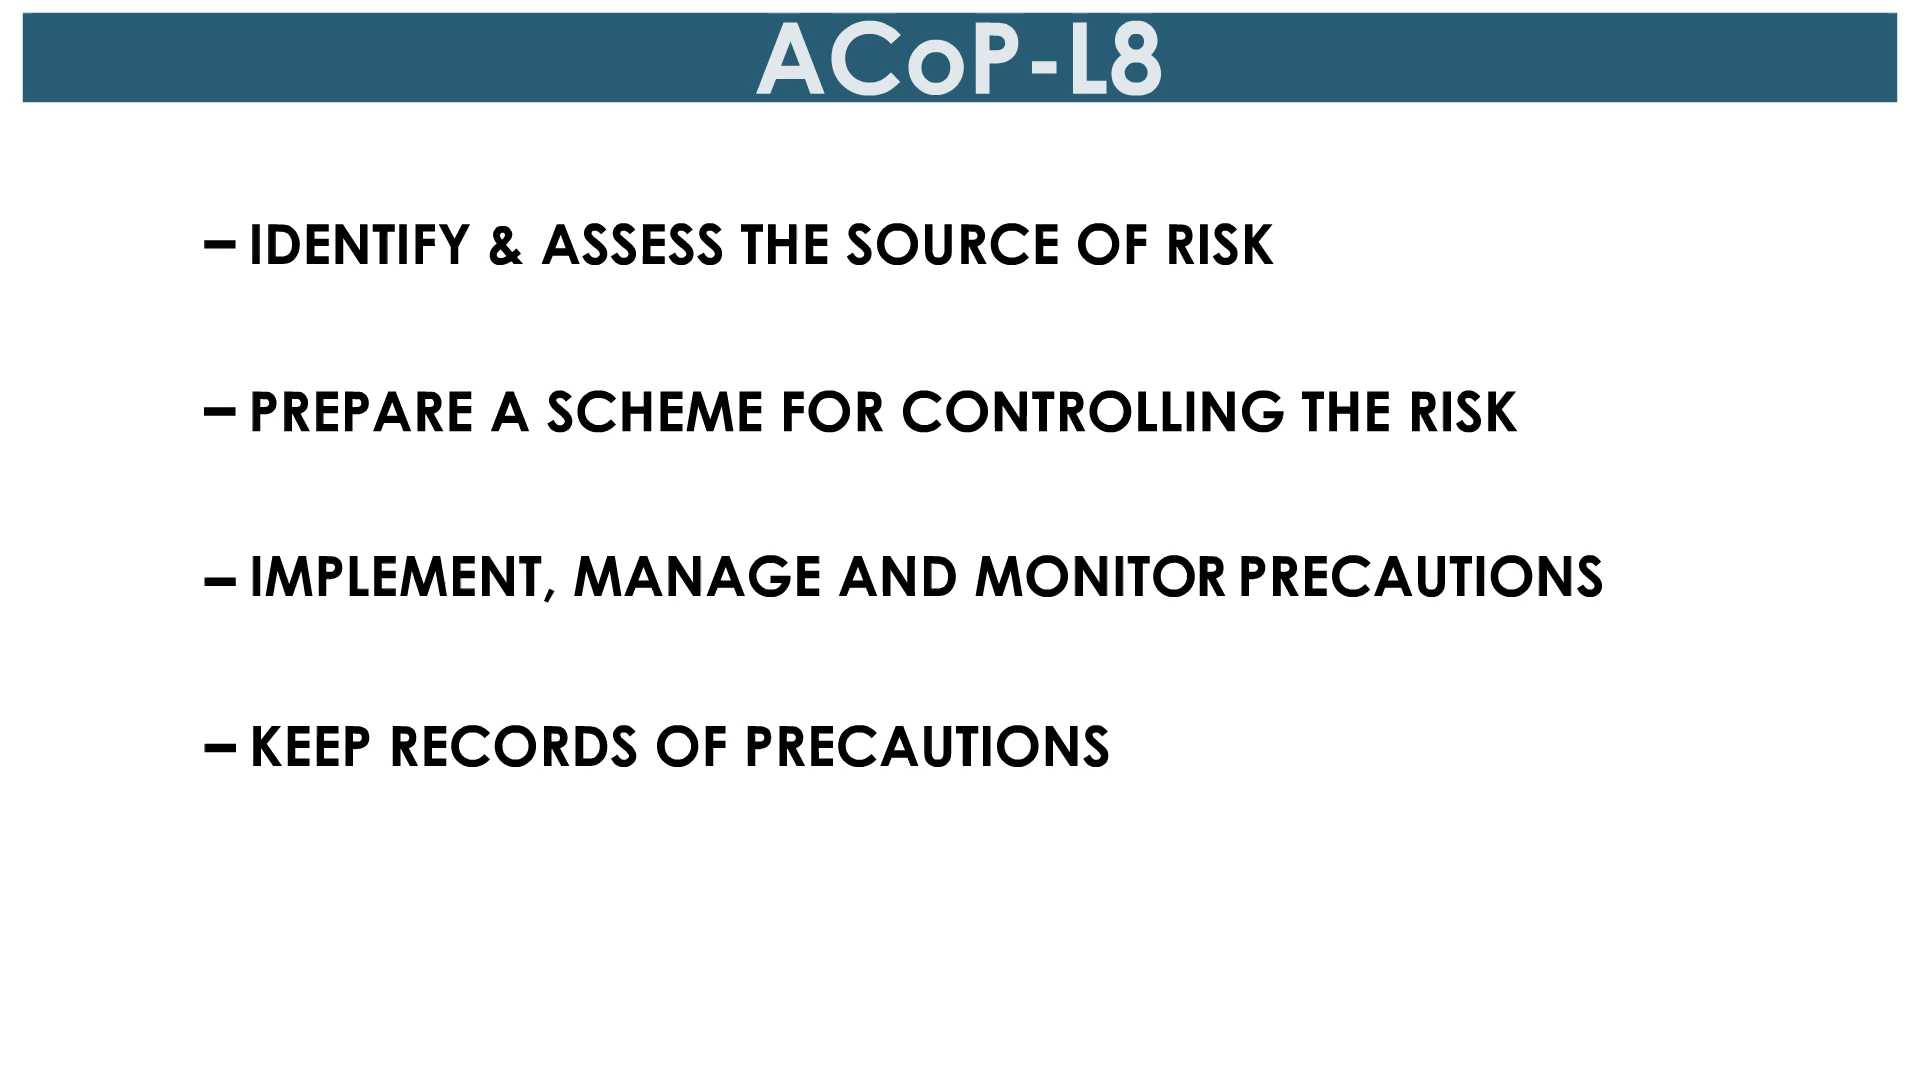 ACoP-L8
– IDENTIFY & ASSESS THE SOURCE OF RISK
– PREPARE A SCHEME FOR CONTROLLING THE RISK
– IMPLEMENT, MANAGE AND MONITOR PRECAUTIONS
– KEEP RECORDS OF PRECAUTIONS